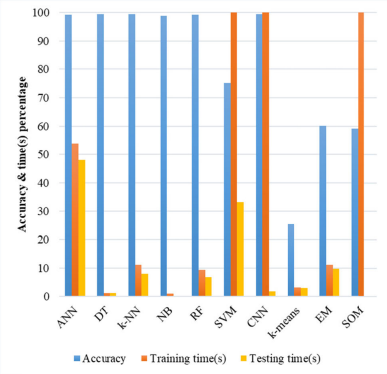 Accuracy & time(s) percentage
100
90
80
70
60
50
40
30
20
10
0
ANN
DT
k-NN
NB
RF
SVM
CNN
k-means
EM
SOM
Accuracy Training time(s) Testing time(s)